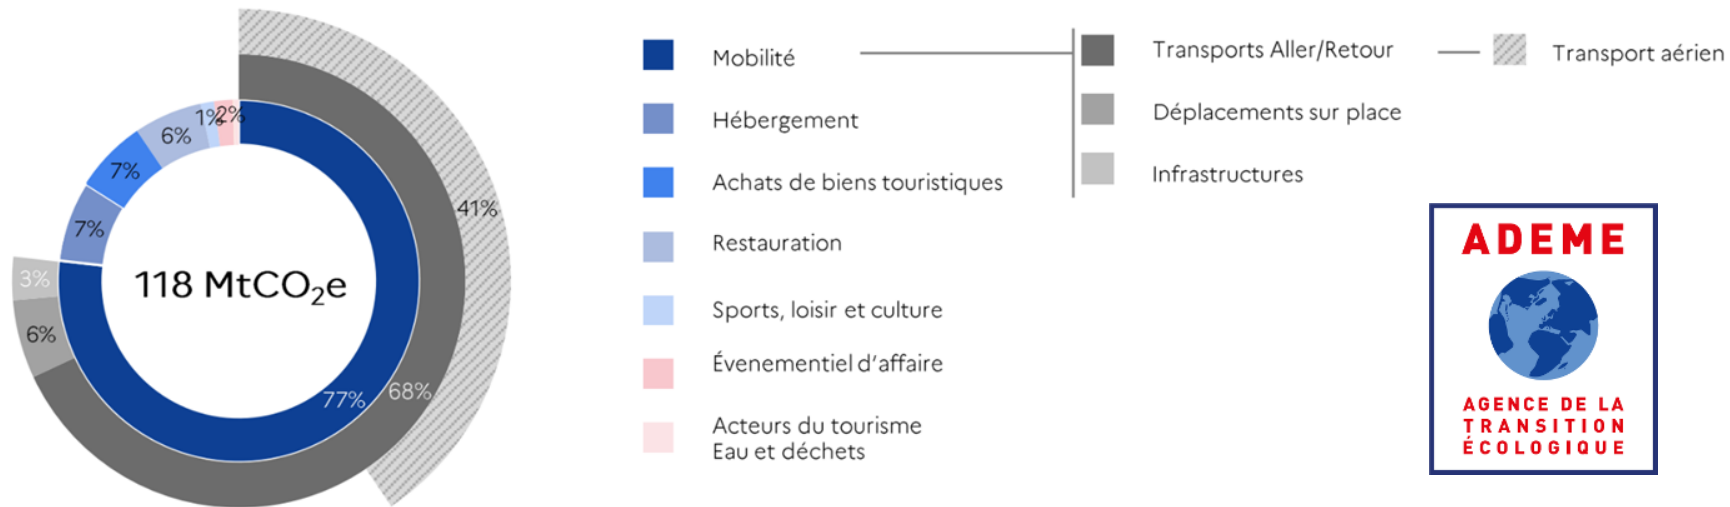 2%
1%
6%
7%
7%
41%
3%
6%
118 MtCO₂e
77%
68%
Mobilité
Hébergement
Achats de biens touristiques
Restauration
Sports, loisir et culture
Évenementiel d'affaire
Acteurs du tourisme
Eau et déchets
Transports Aller/Retour
Déplacements sur place
Infrastructures
Transport aérien
ADEME
AGENCE DE LA
TRANSITION
ÉCOLOGIQUE